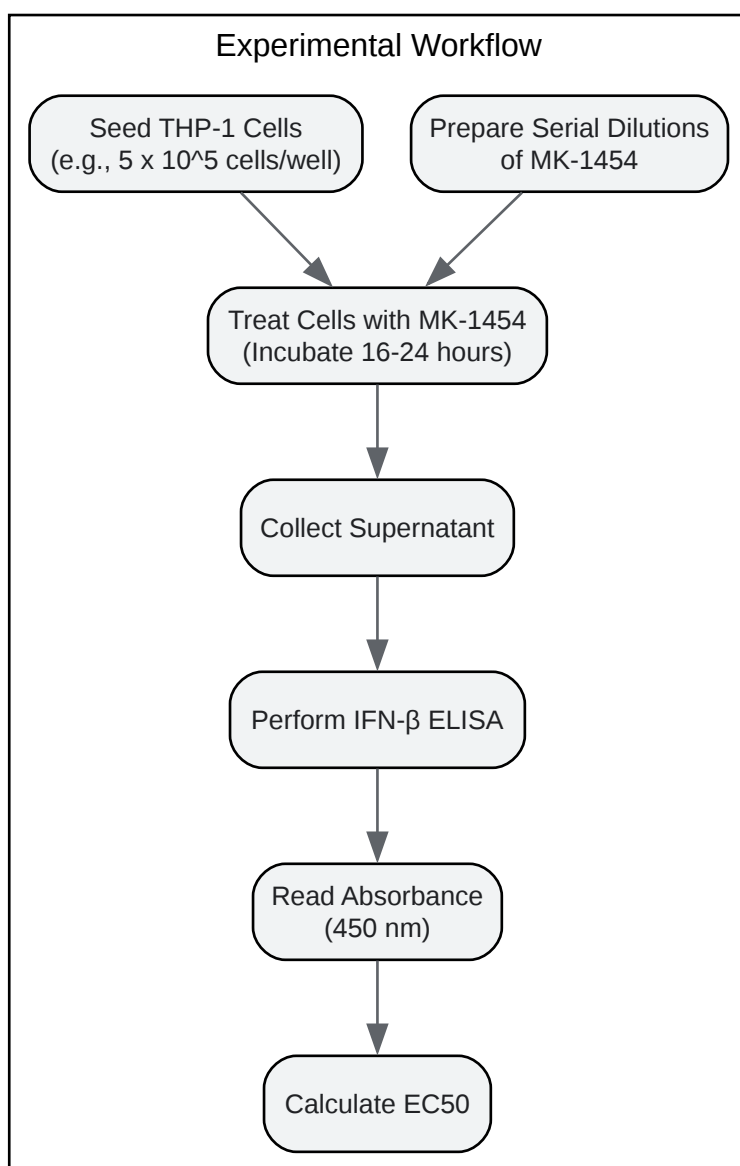 Experimental Workflow
Seed THP-1 Cells
(e.g., 5 x 10^5 cells/well)
Prepare Serial Dilutions
of MK-1454
Treat Cells with MK-1454
(Incubate 16-24 hours)
Collect Supernatant
Perform IFN-β ELISA
Read Absorbance
(450 nm)
Calculate EC50